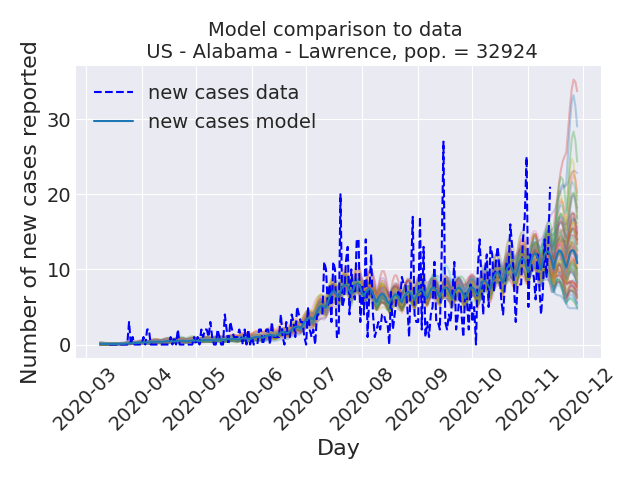 Model comparison to data
US - Alabama - Lawrence, pop. = 32924
Number of new cases reported
30
20
10
0
new cases data
new cases model
2020-03
2020-04
2020-05
2020-06
2020-07
2020-08
2020-09
2020-10
2020-11
2020-12
Day